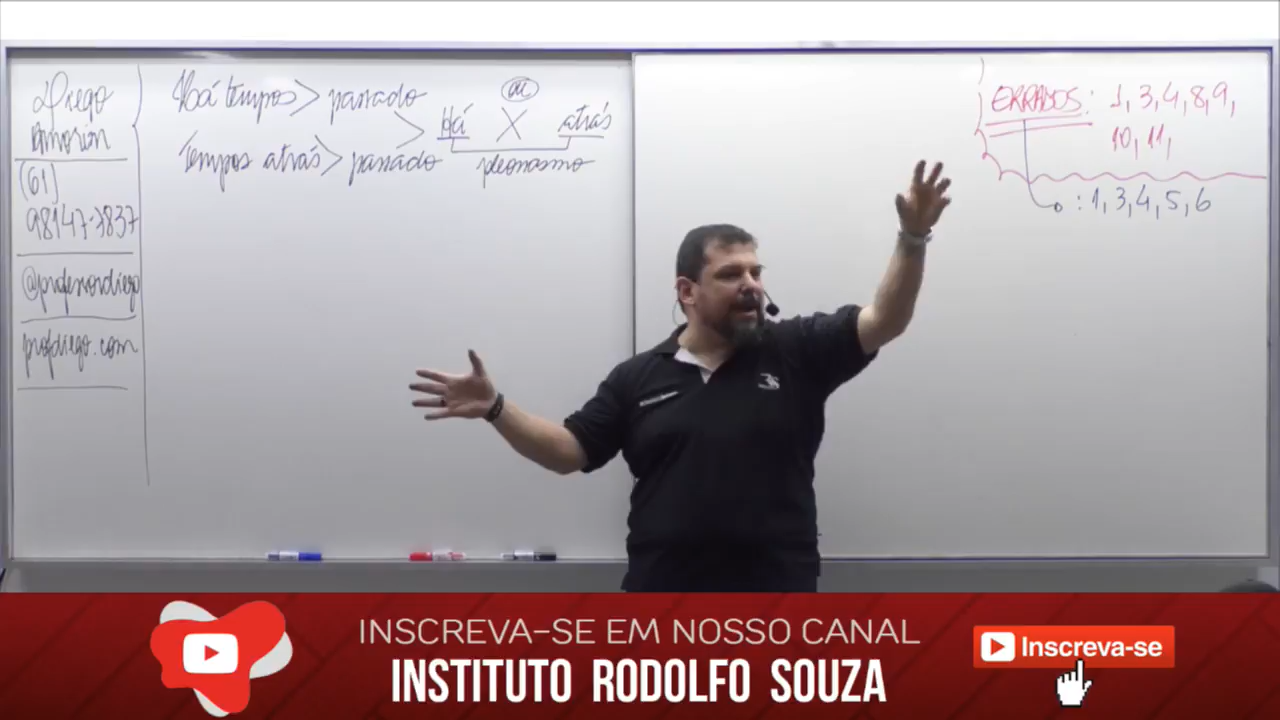 Diego
Amorim
(61)
98147-7837
@professordiego
profdiego.com
Há tempos > passado
Tempos atrás > passado
> Há X atrás
ou
pleonasmo
ERRADOS: 1, 3, 4, 8, 9,
10, 11,
: 1, 3, 4, 5, 6
INSCREVA-SE EM NOSSO CANAL
INSTITUTO RODOLFO SOUZA
Inscreva-se